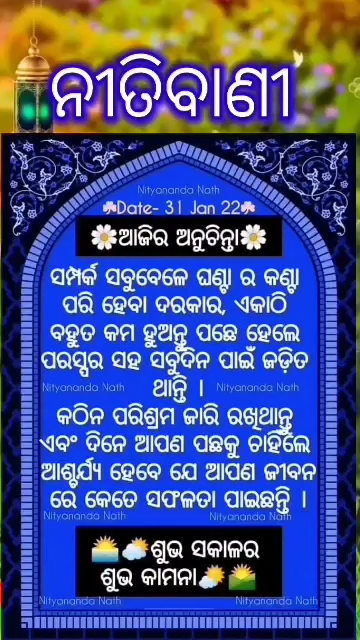 ନୀତିବାଣୀ
Nityananda Nath
Date- 31 Jan 22
ଆଜିର ଅନୁଚିନ୍ତା
ସମ୍ପର୍କ ସବୁବେଳେ ଘଣ୍ଟା ର କଣ୍ଟା
ପରି ହେବା ଦରକାର, ଏକାଠି
ବହୁତ କମ ହୁଅନ୍ତୁ ପଛେ ହେଲେ
ପରସ୍ପର ସହ ସବୁଦିନ ପାଇଁ ଜଡ଼ିତ
ଥାନ୍ତି ।
Nityananda Nath Nityananda Nath
କଠିନ ପରିଶ୍ରମ ଜାରି ରଖିଥାନ୍ତୁ
ଏବଂ ଦିନେ ଆପଣ ପଛକୁ ଚାହିଁଲେ
ଆଶ୍ଚର୍ଯ୍ୟ ହେବେ ଯେ ଆପଣ ଜୀବନ
ରେ କେତେ ସଫଳତା ପାଇଛନ୍ତି ।
Nityananda Nath Nityananda Nath
ଶୁଭ ସକାଳର
ଶୁଭ କାମନା
Nityananda Nath Nityananda Nath